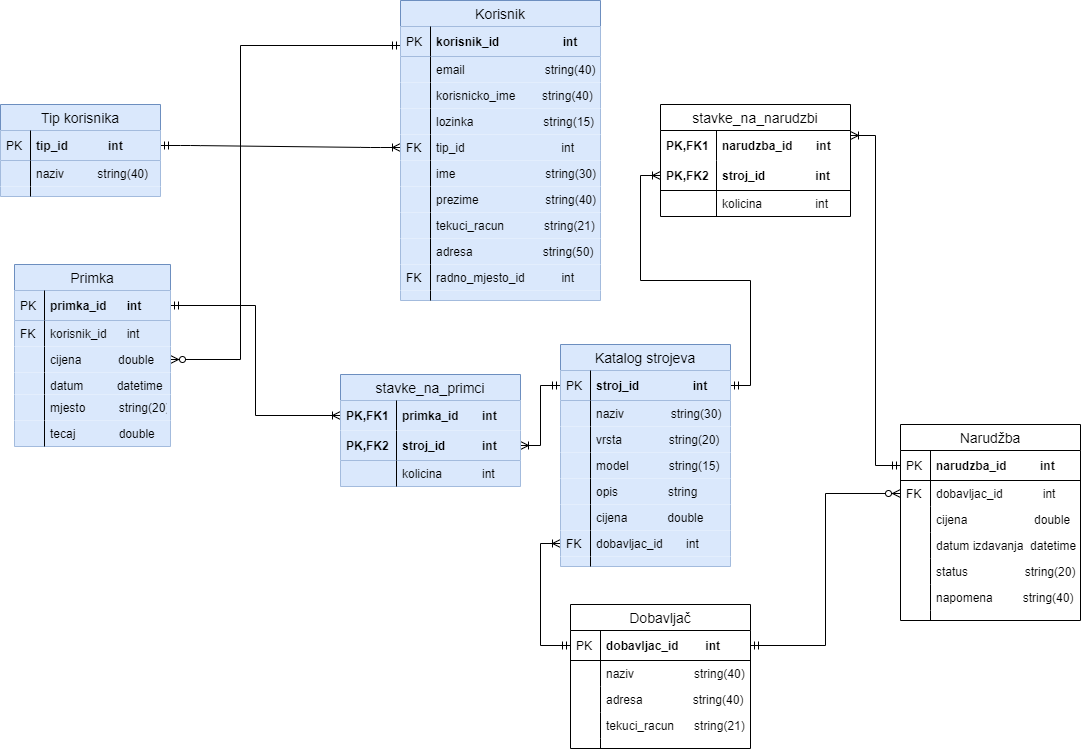 Korisnik
PK korisnik_id int
email string(40)
korisnicko_ime string(40)
lozinka string(15)
FK tip_id int
ime string(30)
prezime string(40)
tekuci_racun string(21)
adresa string(50)
FK radno_mjesto_id int
Tip korisnika
PK tip_id int
naziv string(40)
stavke_na_narudzbi
PK,FK1 narudzba_id int
PK,FK2 stroj_id int
kolicina int
Primka
PK primka_id int
FK korisnik_id int
cijena double
datum datetime
mjesto string(20)
tecaj double
stavke_na_primci
PK,FK1 primka_id int
PK,FK2 stroj_id int
kolicina int
Katalog strojeva
PK stroj_id int
naziv string(30)
vrsta string(20)
model string(15)
opis string
cijena double
FK dobavljac_id int
Narudžba
PK narudzba_id int
FK dobavljac_id int
cijena double
datum izdavanja datetime
status string(20)
napomena string(40)
Dobavljač
PK dobavljac_id int
naziv string(40)
adresa string(40)
tekuci_racun string(21)